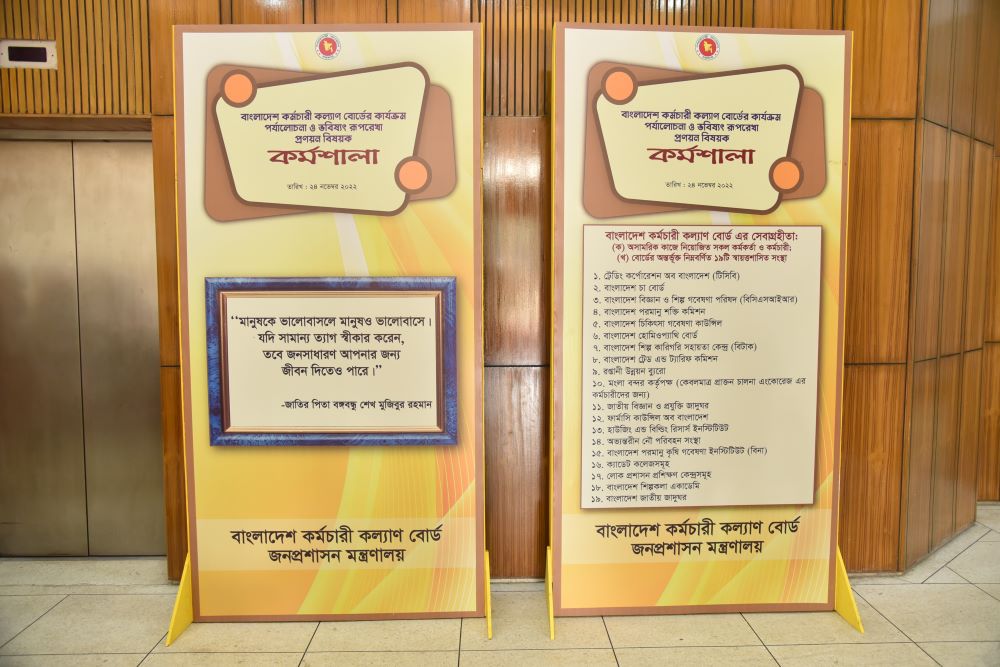 বাংলাদেশ কর্মচারী কল্যাণ বোর্ডের কার্যক্রম
পর্যালোচনা ও ভবিষ্যৎ রূপরেখা
প্রণয়ন বিষয়ক
কর্মশালা
তারিখ : ২৪ নভেম্বর ২০২২
“মানুষকে ভালোবাসলে মানুষও ভালোবাসে।
যদি সামান্য ত্যাগ স্বীকার করেন,
তবে জনসাধারণ আপনার জন্য
জীবন দিতেও পারে।”
-জাতির পিতা বঙ্গবন্ধু শেখ মুজিবুর রহমান
বাংলাদেশ কর্মচারী কল্যাণ বোর্ড
জনপ্রশাসন মন্ত্রণালয়
বাংলাদেশ কর্মচারী কল্যাণ বোর্ডের কার্যক্রম
পর্যালোচনা ও ভবিষ্যৎ রূপরেখা
প্রণয়ন বিষয়ক
কর্মশালা
তারিখ : ২৪ নভেম্বর ২০২২
বাংলাদেশ কর্মচারী কল্যাণ বোর্ড এর সেবাগ্রহীতা:
(ক) অসামরিক কাজে নিয়োজিত সকল কর্মকর্তা ও কর্মচারী;
(খ) বোর্ডের অন্তর্ভুক্ত নিম্নবর্ণিত ১৯টি স্বায়ত্তশাসিত সংস্থা
১. ট্রেডিং কর্পোরেশন অব বাংলাদেশ (টিসিবি)
২. বাংলাদেশ চা বোর্ড
৩. বাংলাদেশ বিজ্ঞান ও শিল্প গবেষণা পরিষদ (বিসিএসআইআর)
৪. বাংলাদেশ পরমানু শক্তি কমিশন
৫. বাংলাদেশ চিকিৎসা গবেষণা কাউন্সিল
৬. বাংলাদেশ হোমিওপ্যাথি বোর্ড
৭. বাংলাদেশ শিল্প কারিগরি সহায়তা কেন্দ্র (বিটাক)
৮. বাংলাদেশ ট্রেড এন্ড ট্যারিফ কমিশন
৯. রপ্তানী উন্নয়ন ব্যুরো
১০. মংলা বন্দর কর্তৃপক্ষ (কেবলমাত্র প্রাক্তন চালনা এংকোরেজ এর
কর্মচারীদের জন্য)
১১. জাতীয় বিজ্ঞান ও প্রযুক্তি জাদুঘর
১২. ফার্মাসি কাউন্সিল অব বাংলাদেশ
১৩. হাউজিং এন্ড বিল্ডিং রিসার্স ইনস্টিটিউট
১৪. অভ্যন্তরীন নৌ পরিবহন সংস্থা
১৫. বাংলাদেশ পরমানু কৃষি গবেষণা ইনস্টিটিউট (বিনা)
১৬. ক্যাডেট কলেজসমূহ
১৭. লোক প্রশাসন প্রশিক্ষণ কেন্দ্রসমূহ
১৮. বাংলাদেশ শিল্পকলা একাডেমি
১৯. বাংলাদেশ জাতীয় জাদুঘর
বাংলাদেশ কর্মচারী কল্যাণ বোর্ড
জনপ্রশাসন মন্ত্রণালয়